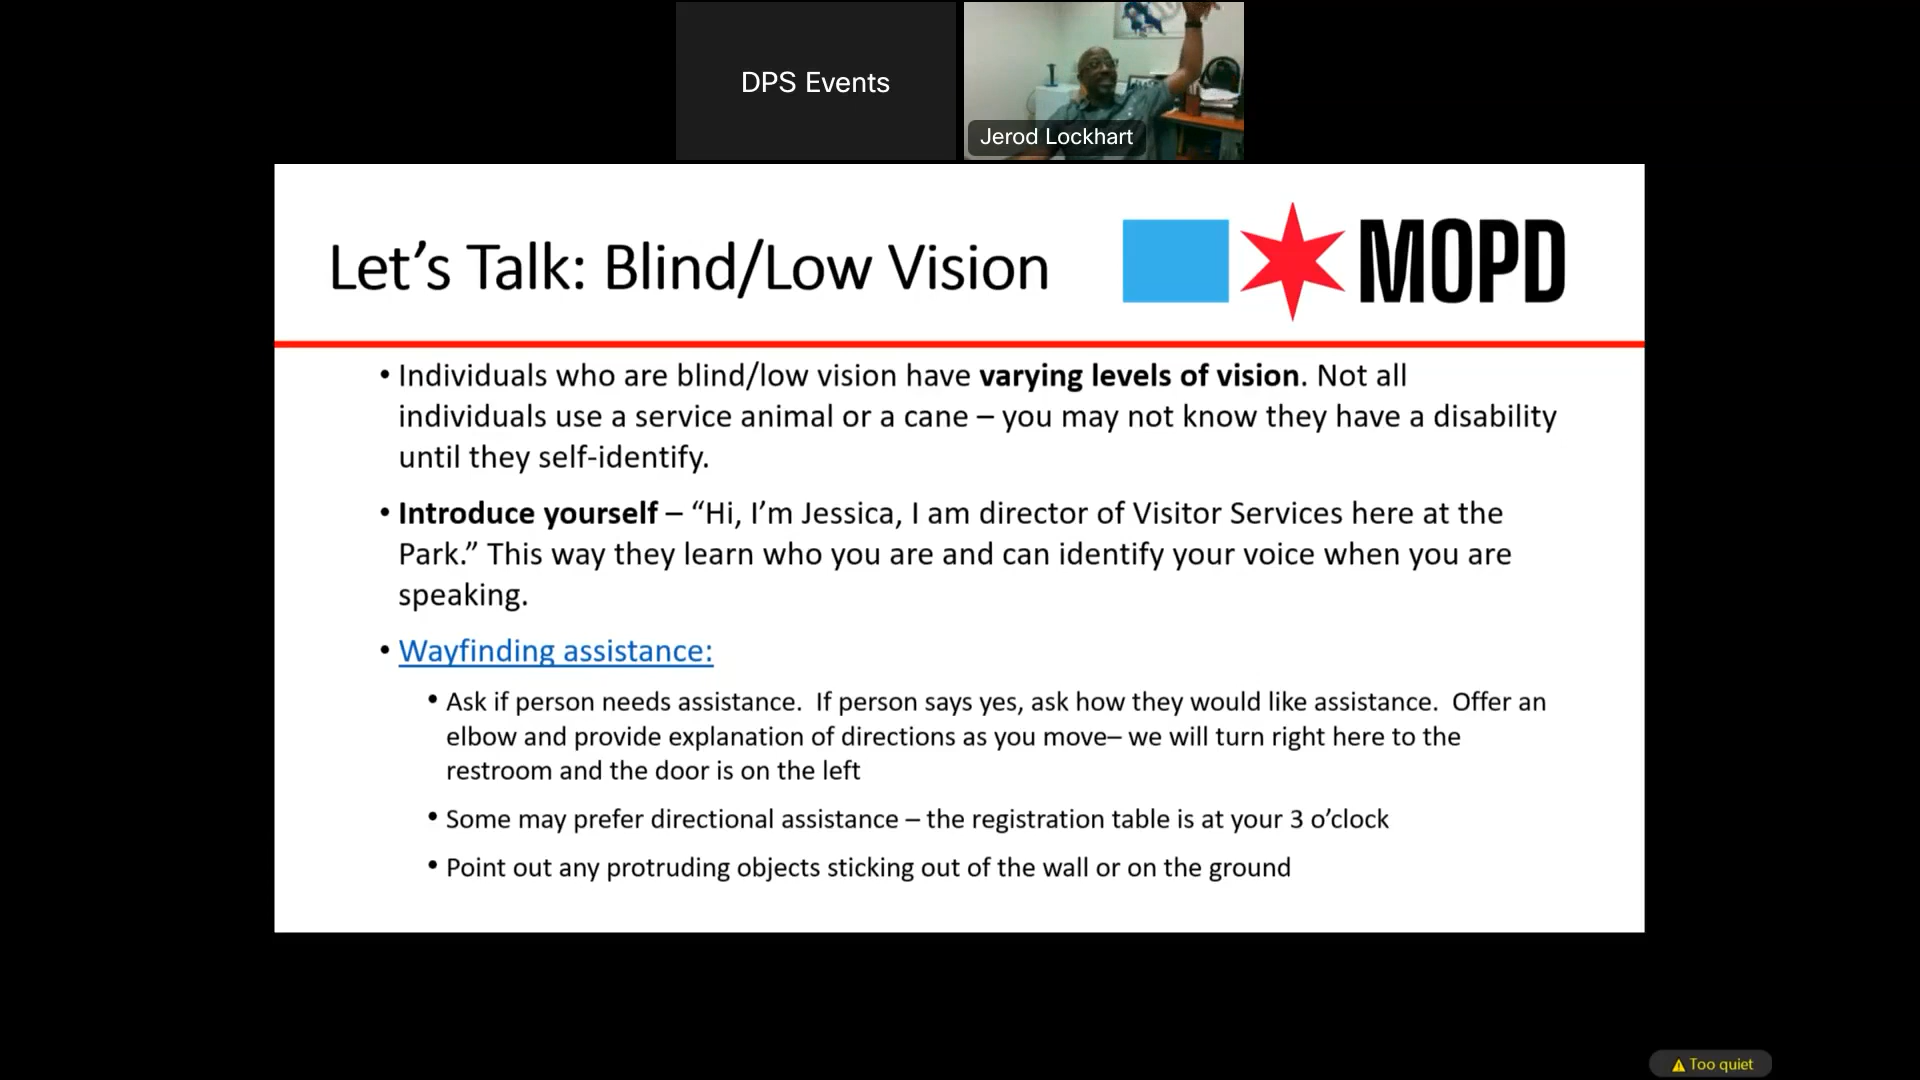 DPS Events
Jerod Lockhart
Let’s Talk: Blind/Low Vision
MOPD
• Individuals who are blind/low vision have varying levels of vision. Not all
individuals use a service animal or a cane – you may not know they have a disability
until they self-identify.
• Introduce yourself – “Hi, I’m Jessica, I am director of Visitor Services here at the
Park.” This way they learn who you are and can identify your voice when you are
speaking.
• Wayfinding assistance:
• Ask if person needs assistance.  If person says yes, ask how they would like assistance.  Offer an
elbow and provide explanation of directions as you move– we will turn right here to the
restroom and the door is on the left
• Some may prefer directional assistance – the registration table is at your 3 o’clock
• Point out any protruding objects sticking out of the wall or on the ground
Too quiet